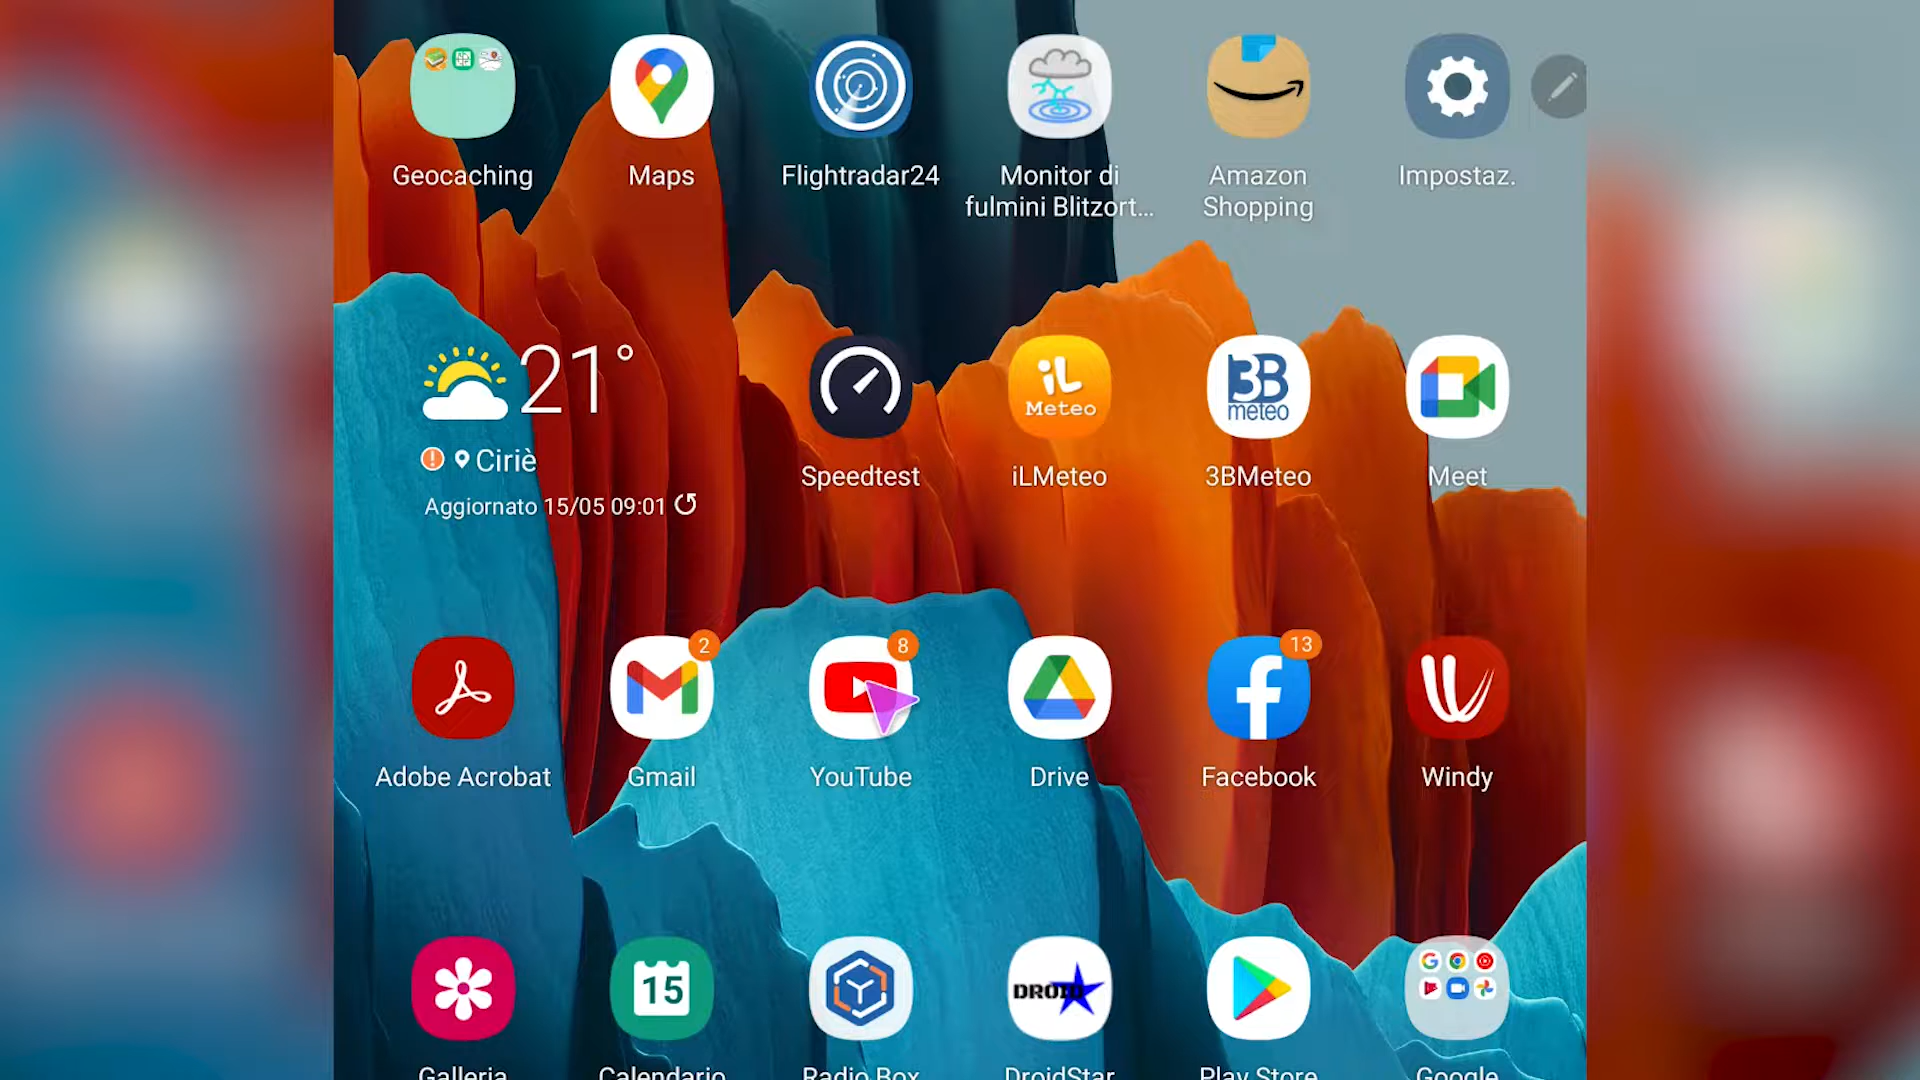 Geocaching
Maps
Flightradar24
Monitor di
fulmini Blitzort...
Amazon
Shopping
Impostaz.
21°
Ciriè
Aggiornato 15/05 09:01
Speedtest
iL
Meteo
iLMeteo
3B
meteo
3BMeteo
Meet
Adobe Acrobat
2
Gmail
8
YouTube
Drive
13
Facebook
Windy
Galleria
15
Calendario
Radio Box
DROID
DroidStar
Play Store
Google